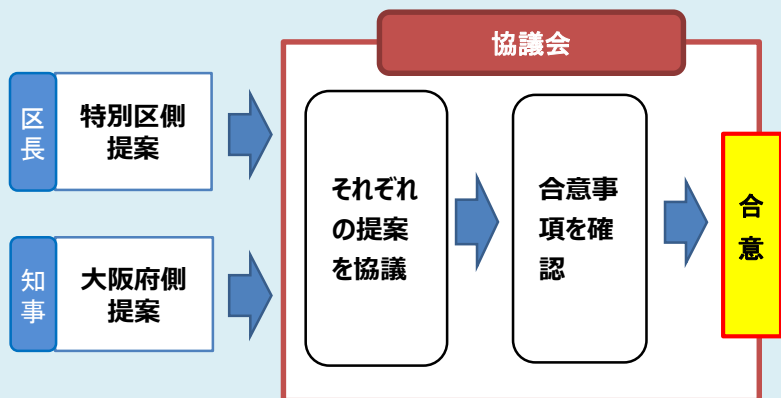 協議会
区長
特別区側
提案
知事
大阪府側
提案
それぞれ
の提案
を協議
合意事
項を確
認
合意